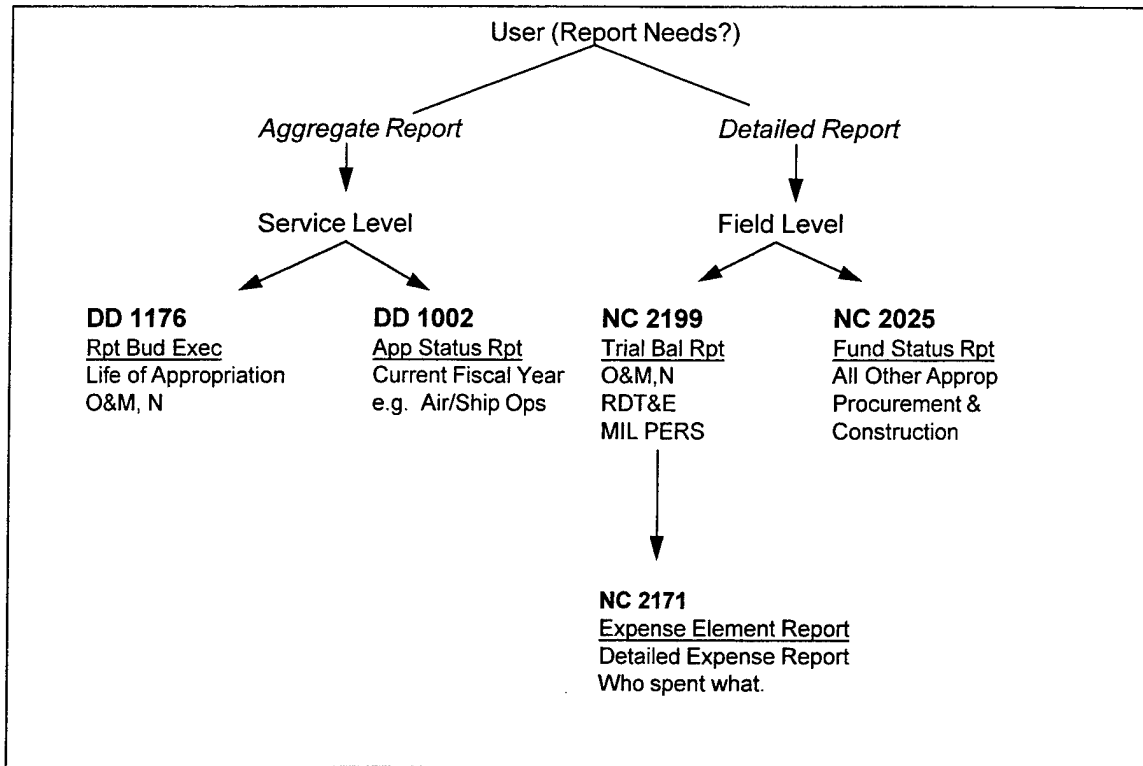 User (Report Needs?)
Aggregate Report
Detailed Report
Service Level
Field Level
DD 1176
Rpt Bud Exec
Life of Appropriation
O&M, N
DD 1002
App Status Rpt
Current Fiscal Year
e.g. Air/Ship Ops
NC 2199
Trial Bal Rpt
O&M,N
RDT&E
MIL PERS
NC 2025
Fund Status Rpt
All Other Approp
Procurement &
Construction
NC 2171
Expense Element Report
Detailed Expense Report
Who spent what.